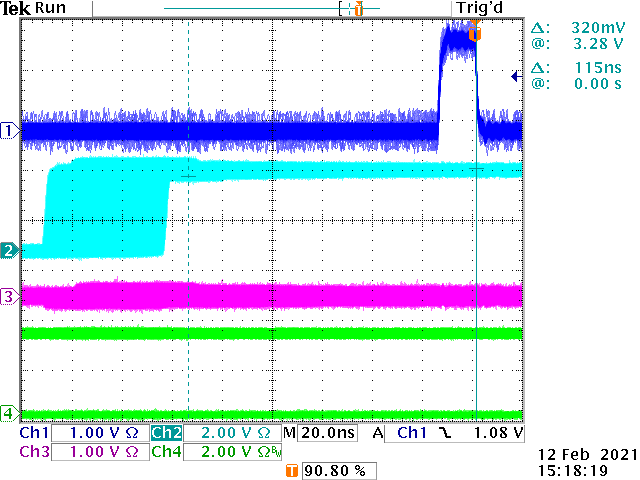 Tek Run Trig'd
Δ: 320mV
@: 3.28 V
Δ: 115ns
@: 0.00 s
1
2
3
4
Ch1 1.00 V Ω Ch2 2.00 V Ω M 20.0ns A Ch1 1.08 V
Ch3 1.00 V Ω Ch4 2.00 V Ω BW
T 90.80 %
12 Feb 2021
15:18:19